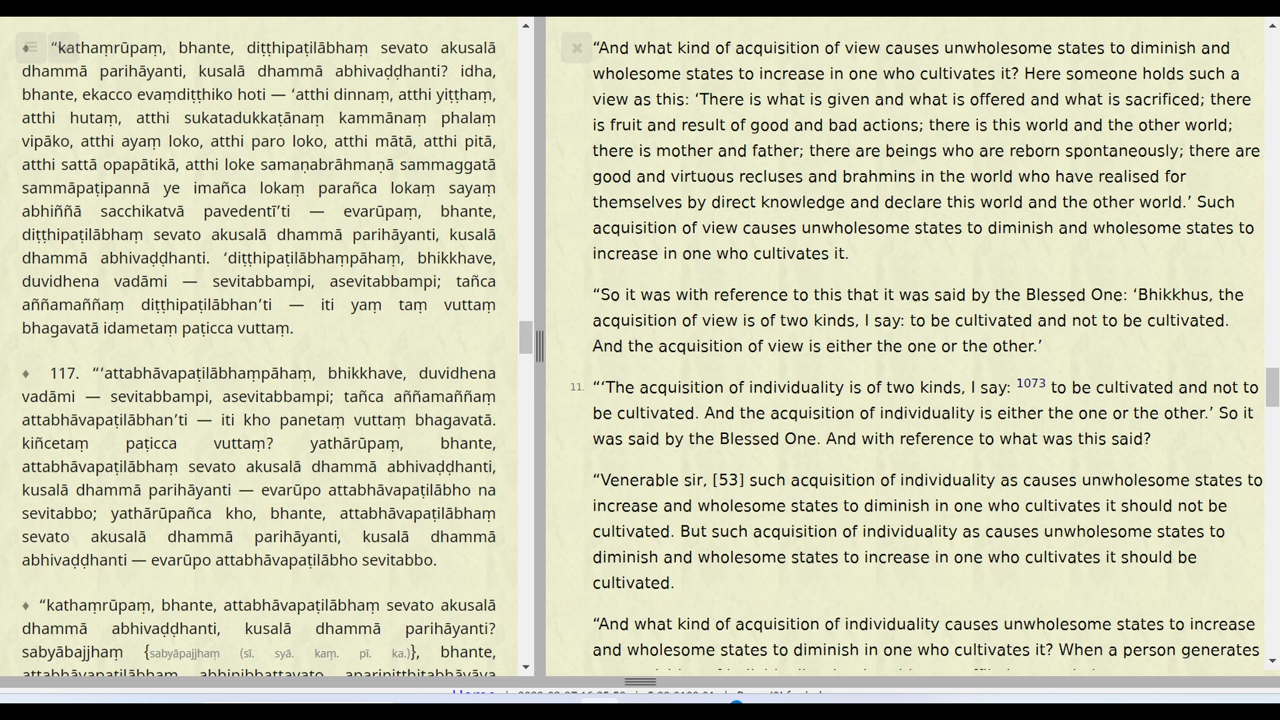 ♦ “kathaṃrūpaṃ, bhante, diṭṭhipaṭilābhaṃ sevato akusalā
dhammā parihāyanti, kusalā dhammā abhivaḍḍhanti? idha,
bhante, ekacco evaṃdiṭṭhiko hoti — ‘atthi dinnaṃ, atthi yiṭṭhaṃ,
atthi hutaṃ, atthi sukatadukkaṭānaṃ kammānaṃ phalaṃ
vipāko, atthi ayaṃ loko, atthi paro loko, atthi mātā, atthi pitā,
atthi sattā opapātikā, atthi loke samaṇabrāhmaṇā sammaggatā
sammāpaṭipannā ye imañca lokaṃ parañca lokaṃ sayaṃ
abhiññā sacchikatvā pavedentī’ti — evarūpaṃ, bhante,
diṭṭhipaṭilābhaṃ sevato akusalā dhammā parihāyanti, kusalā
dhammā abhivaḍḍhanti. ‘diṭṭhipaṭilābhaṃpāhaṃ, bhikkhave,
duvidhena vadāmi — sevitabbampi, asevitabbampi; tañca
aññamaññaṃ diṭṭhipaṭilābhan’ti — iti yaṃ taṃ vuttaṃ
bhagavatā idametaṃ paṭicca vuttaṃ.
♦ 117. “‘attabhāvapaṭilābhaṃpāhaṃ, bhikkhave, duvidhena
vadāmi — sevitabbampi, asevitabbampi; tañca aññamaññaṃ
attabhāvapaṭilābhan’ti — iti kho panetaṃ vuttaṃ bhagavatā.
kiñcetaṃ paṭicca vuttaṃ? yathārūpaṃ, bhante,
attabhāvapaṭilābhaṃ sevato akusalā dhammā abhivaḍḍhanti,
kusalā dhammā parihāyanti — evarūpo attabhāvapaṭilābho na
sevitabbo; yathārūpañca kho, bhante, attabhāvapaṭilābhaṃ
sevato akusalā dhammā parihāyanti, kusalā dhammā
abhivaḍḍhanti — evarūpo attabhāvapaṭilābho sevitabbo.
♦ “kathaṃrūpaṃ, bhante, attabhāvapaṭilābhaṃ sevato akusalā
dhammā abhivaḍḍhanti, kusalā dhammā parihāyanti?
sabyābajjhaṃ {sabyāpajjhaṃ (sī. syā. kaṃ. pī. ka.)}, bhante,
“And what kind of acquisition of view causes unwholesome states to diminish and
wholesome states to increase in one who cultivates it? Here someone holds such a
view as this: ‘There is what is given and what is offered and what is sacrificed; there
is fruit and result of good and bad actions; there is this world and the other world;
there is mother and father; there are beings who are reborn spontaneously; there are
good and virtuous recluses and brahmins in the world who have realised for
themselves by direct knowledge and declare this world and the other world.’ Such
acquisition of view causes unwholesome states to diminish and wholesome states to
increase in one who cultivates it.
“So it was with reference to this that it was said by the Blessed One: ‘Bhikkhus, the
acquisition of view is of two kinds, I say: to be cultivated and not to be cultivated.
And the acquisition of view is either the one or the other.’
11. “‘The acquisition of individuality is of two kinds, I say: 1073 to be cultivated and not to
be cultivated. And the acquisition of individuality is either the one or the other.’ So it
was said by the Blessed One. And with reference to what was this said?
“Venerable sir, [53] such acquisition of individuality as causes unwholesome states to
increase and wholesome states to diminish in one who cultivates it should not be
cultivated. But such acquisition of individuality as causes unwholesome states to
diminish and wholesome states to increase in one who cultivates it should be
cultivated.
“And what kind of acquisition of individuality causes unwholesome states to increase
and wholesome states to diminish in one who cultivates it? When a person generates